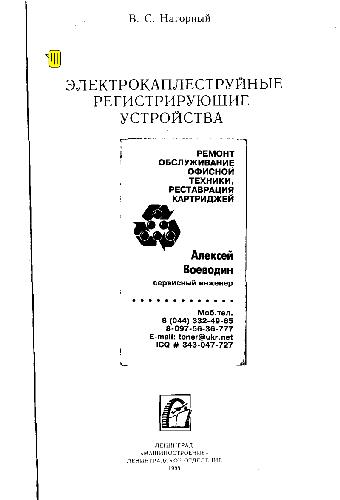 В. С. Нагорный
ЭЛЕКТРОКАПЛЕСТРУЙНЫЕ
РЕГИСТРИРУЮЩИЕ
УСТРОЙСТВА
РЕМОНТ
ОБСЛУЖИВАНИЕ
ОФИСНОЙ
ТЕХНИКИ,
РЕСТАВРАЦИЯ
КАРТРИДЖЕЙ
Алексей
Воеводин
сервисный инженер
Моб.тел.
8 (044) 332-49-65
8-097-56-36-777
E-mail: toner@ukr.net
ICQ # 343-047-727
ЛЕНИНГРАД
«МАШИНОСТРОЕНИЕ»
ЛЕНИНГРАДСКОЕ ОТДЕЛЕНИЕ
1988